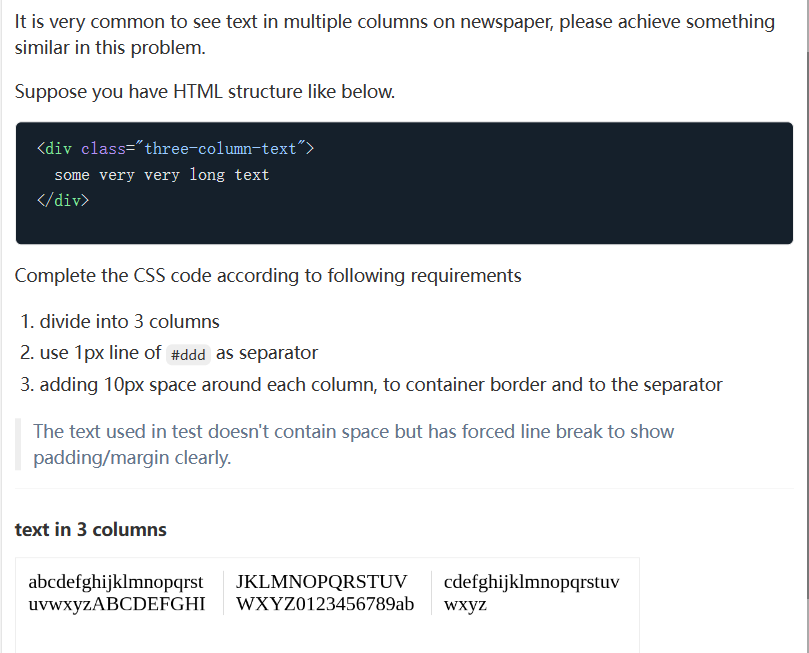 It is very common to see text in multiple columns on newspaper, please achieve something
similar in this problem.
Suppose you have HTML structure like below.
<div class="three-column-text">
  some very very long text
</div>
Complete the CSS code according to following requirements
1. divide into 3 columns
2. use 1px line of #ddd as separator
3. adding 10px space around each column, to container border and to the separator
The text used in test doesn't contain space but has forced line break to show
padding/margin clearly.
text in 3 columns
abcdefghijklmnopqrst
uvwxyzABCDEFGHI
JKLMNOPQRSTUV
WXYZ0123456789ab
cdefghijklmnopqrstuv
wxyz